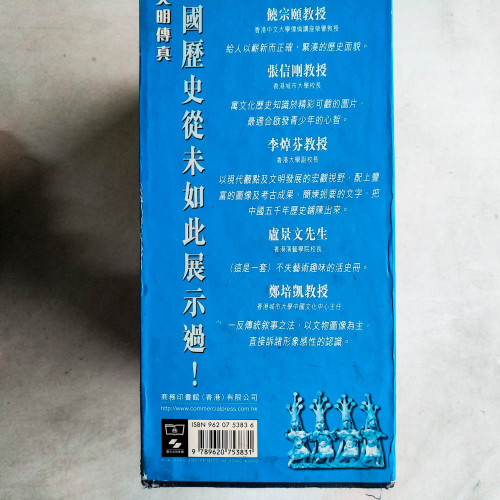 文明傳真
國歷史從未如此展示過！
饒宗頤教授
香港中文大學偉倫講座榮譽教授
給人以嶄新而正確，緊湊的歷史面貌。
張信剛教授
香港城市大學校長
寓文化歷史知識於精彩可觀的圖片，
最適合啟發青少年的心智。
李焯芬教授
香港大學副校長
以現代觀點及文明發展的宏觀視野，配上豐
富的圖像及考古成果，簡煉扼要的文字，把
中國五千年歷史鋪陳出來。
盧景文先生
香港演藝學院校長
（這是一套）不失藝術趣味的活史冊。
鄭培凱教授
香港城市大學中國文化中心主任
一反傳統敘事之法，以文物圖像為主，
直接訴諸形象感性的認識。
商務印書館（香港）有限公司
http://www.commercialpress.com.hk
ISBN 962 07 5383 6
9 789620 753831